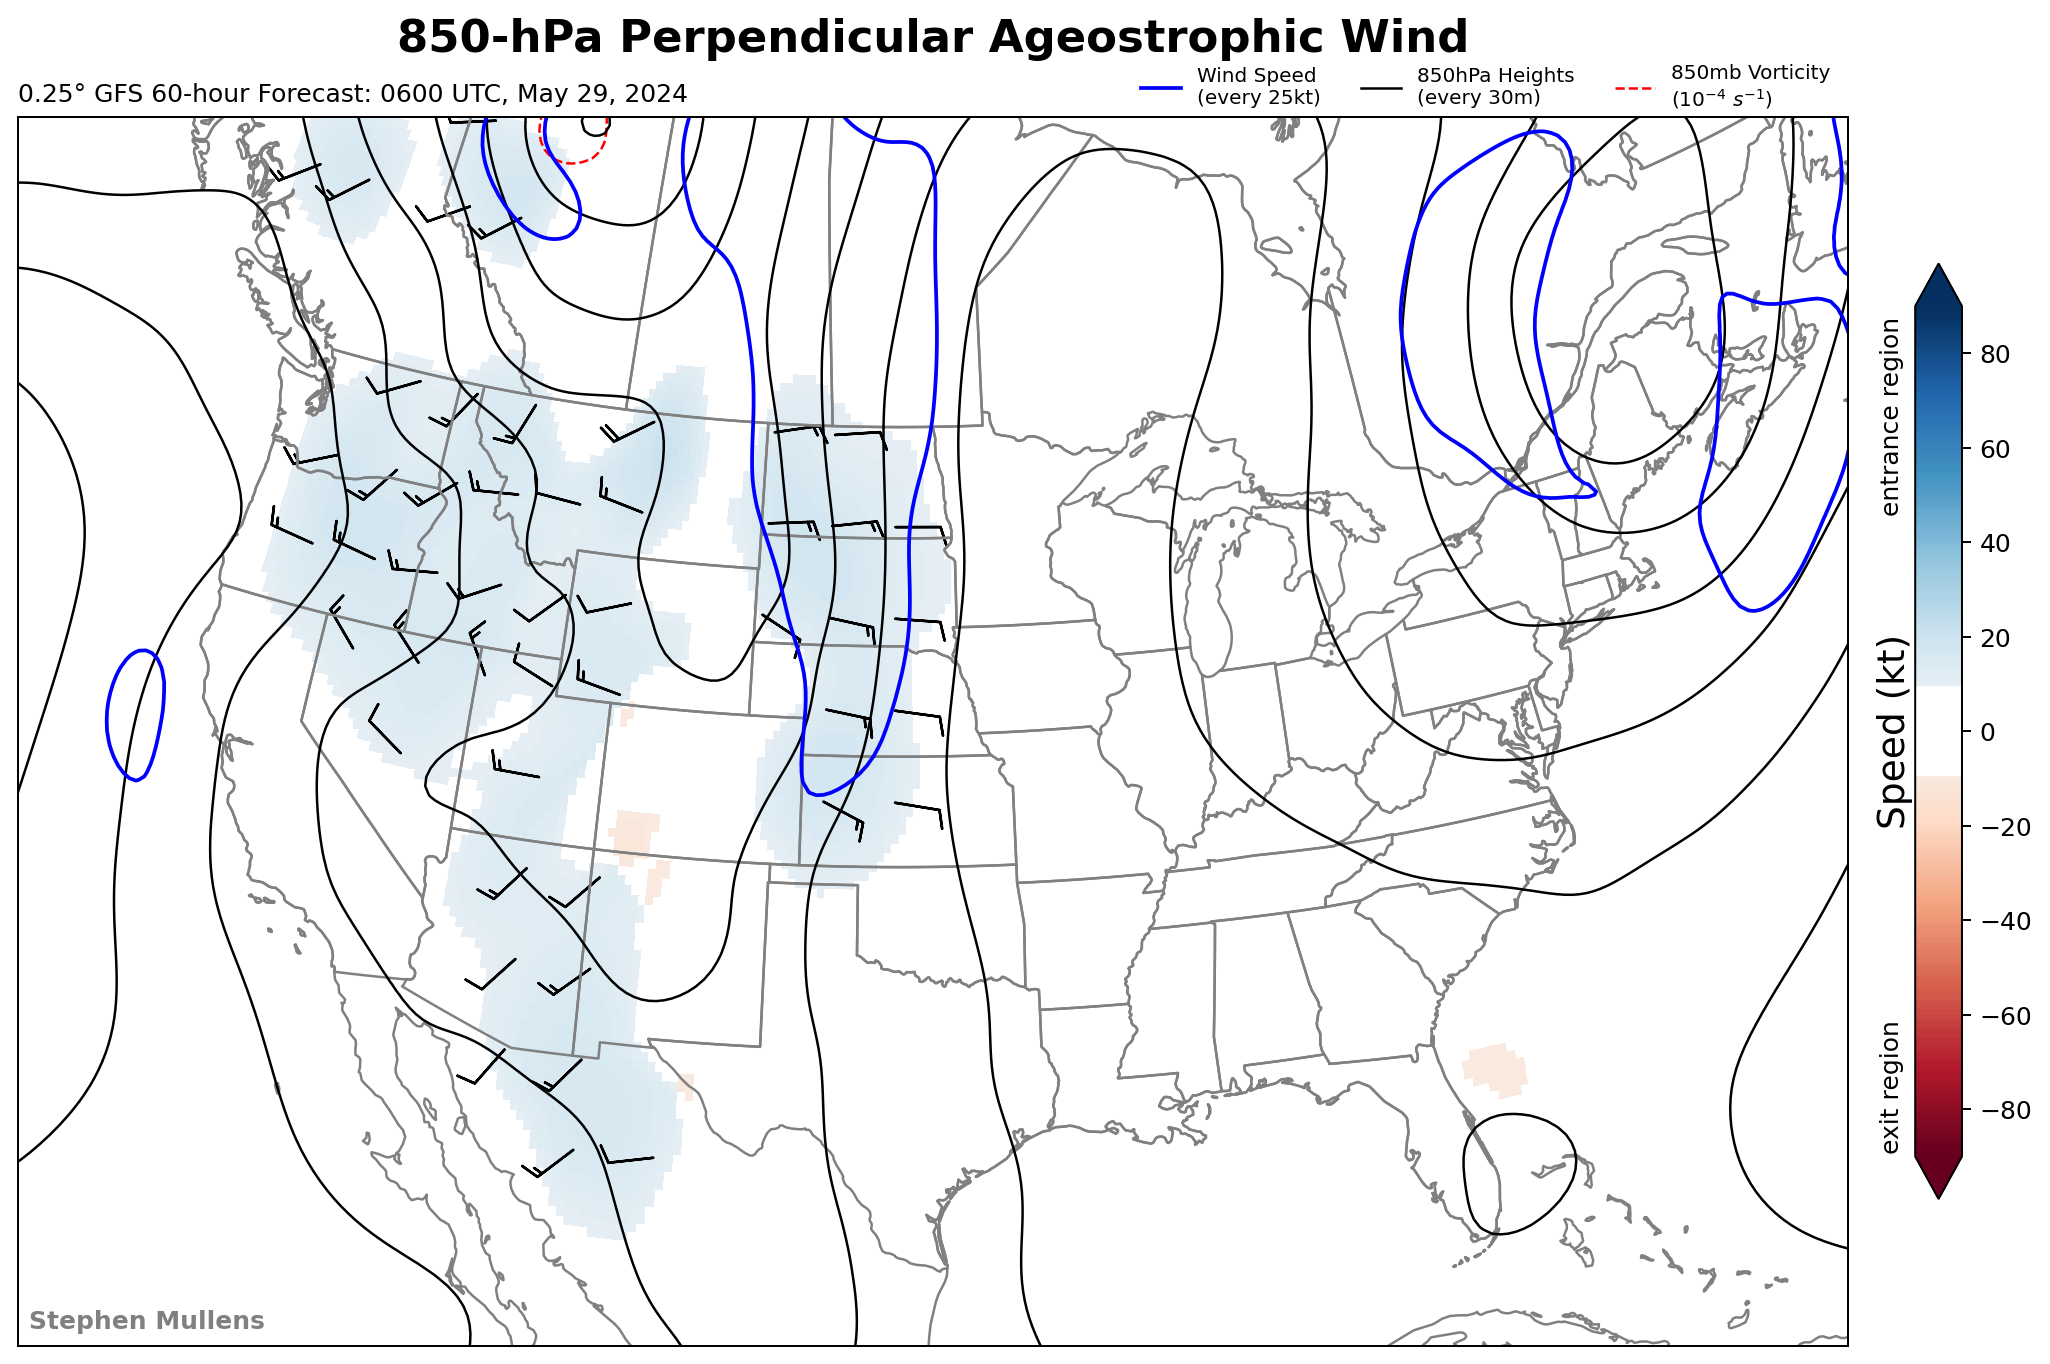 850-hPa Perpendicular Ageostrophic Wind
0.25° GFS 60-hour Forecast: 0600 UTC, May 29, 2024
Wind Speed
(every 25kt)
850hPa Heights
(every 30m)
850mb Vorticity
(10⁻⁴ s⁻¹)
entrance region
Speed (kt)
exit region
80
60
40
20
0
−20
−40
−60
−80
Stephen Mullens